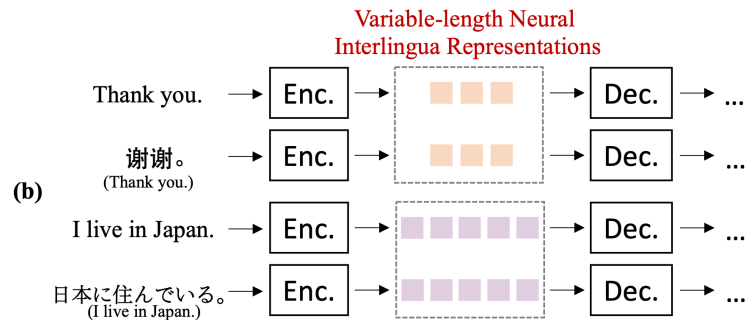 Variable-length Neural
Interlingua Representations
Thank you. Enc. Dec. ...
谢谢。 Enc. Dec. ...
(Thank you.)
(b)
I live in Japan. Enc. Dec. ...
日本に住んでいる。 Enc. Dec. ...
(I live in Japan.)